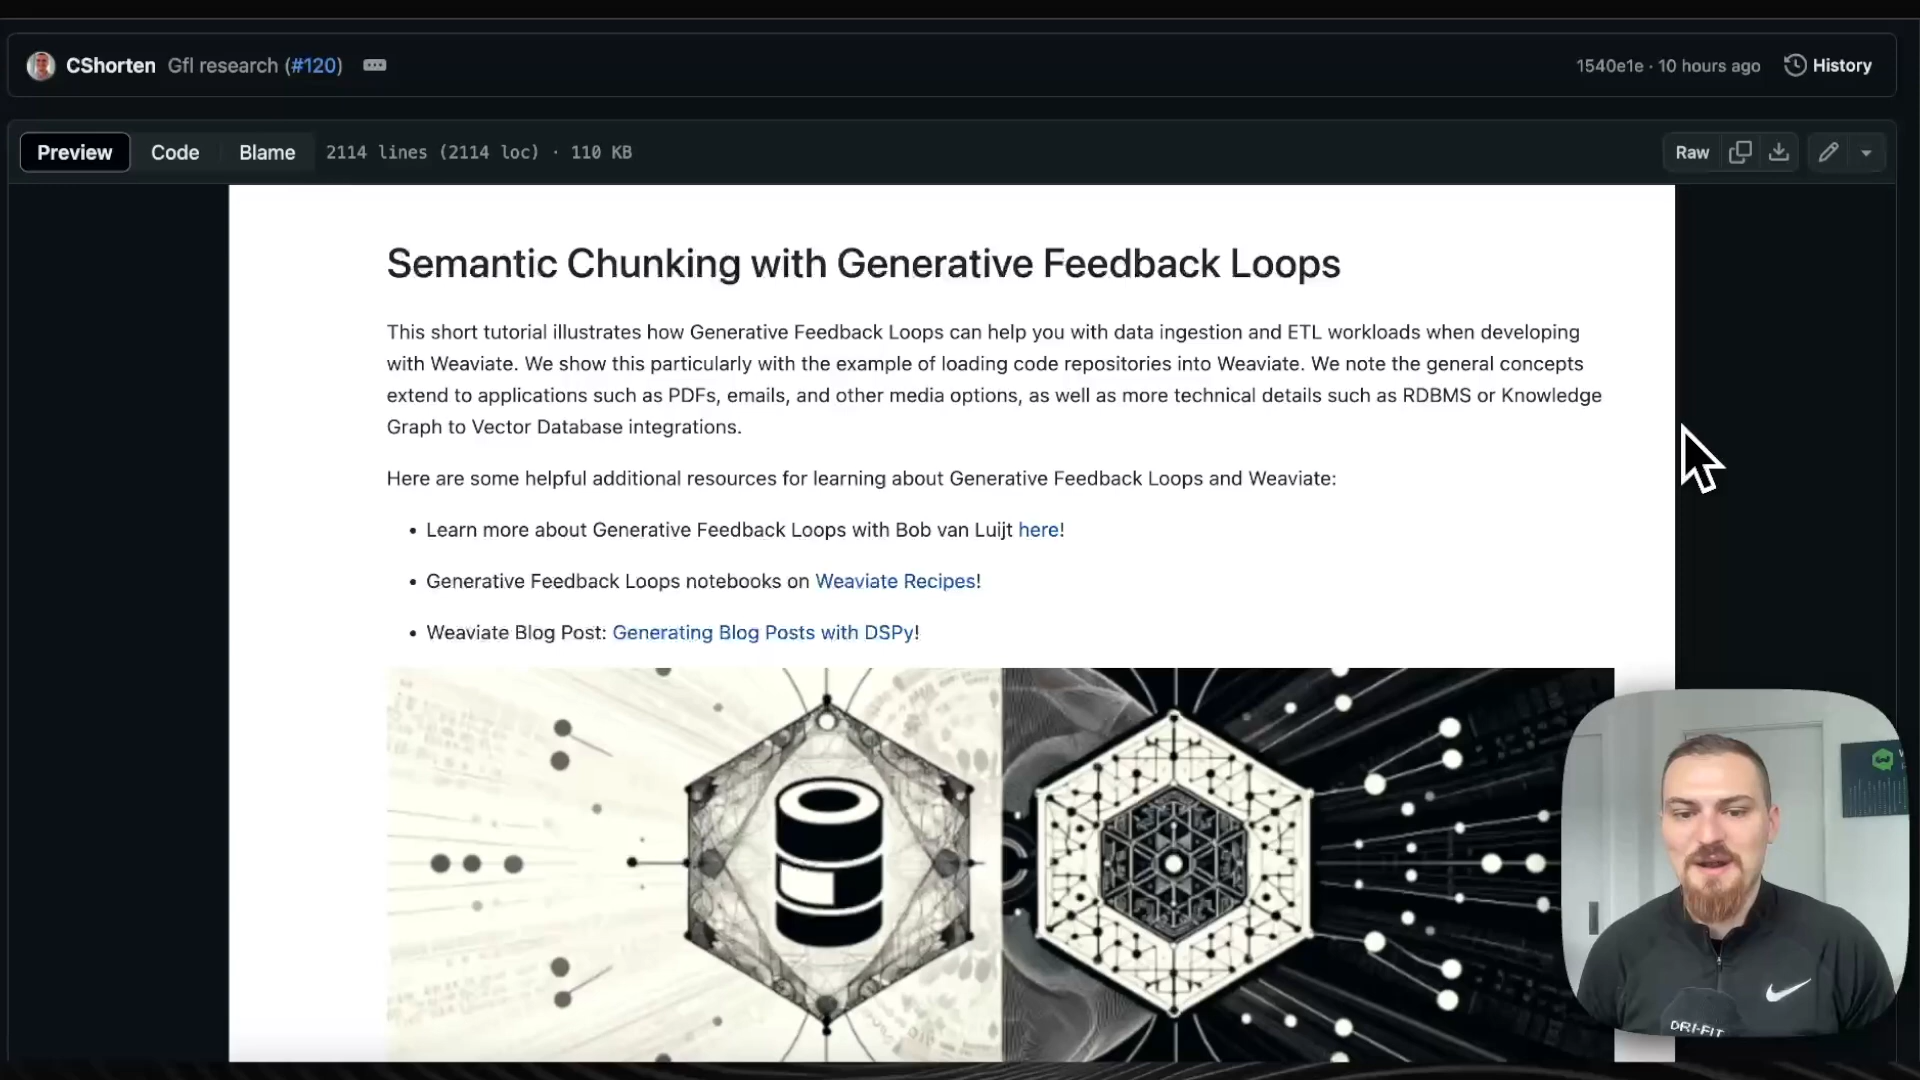 CShorten Gfl research (#120)
1540e1e · 10 hours ago History
Preview Code Blame 2114 lines (2114 loc) · 110 KB
Raw
Semantic Chunking with Generative Feedback Loops
This short tutorial illustrates how Generative Feedback Loops can help you with data ingestion and ETL workloads when developing
with Weaviate. We show this particularly with the example of loading code repositories into Weaviate. We note the general concepts
extend to applications such as PDFs, emails, and other media options, as well as more technical details such as RDBMS or Knowledge
Graph to Vector Database integrations.
Here are some helpful additional resources for learning about Generative Feedback Loops and Weaviate:
• Learn more about Generative Feedback Loops with Bob van Luijt here!
• Generative Feedback Loops notebooks on Weaviate Recipes!
• Weaviate Blog Post: Generating Blog Posts with DSPy!
DRI-FIT